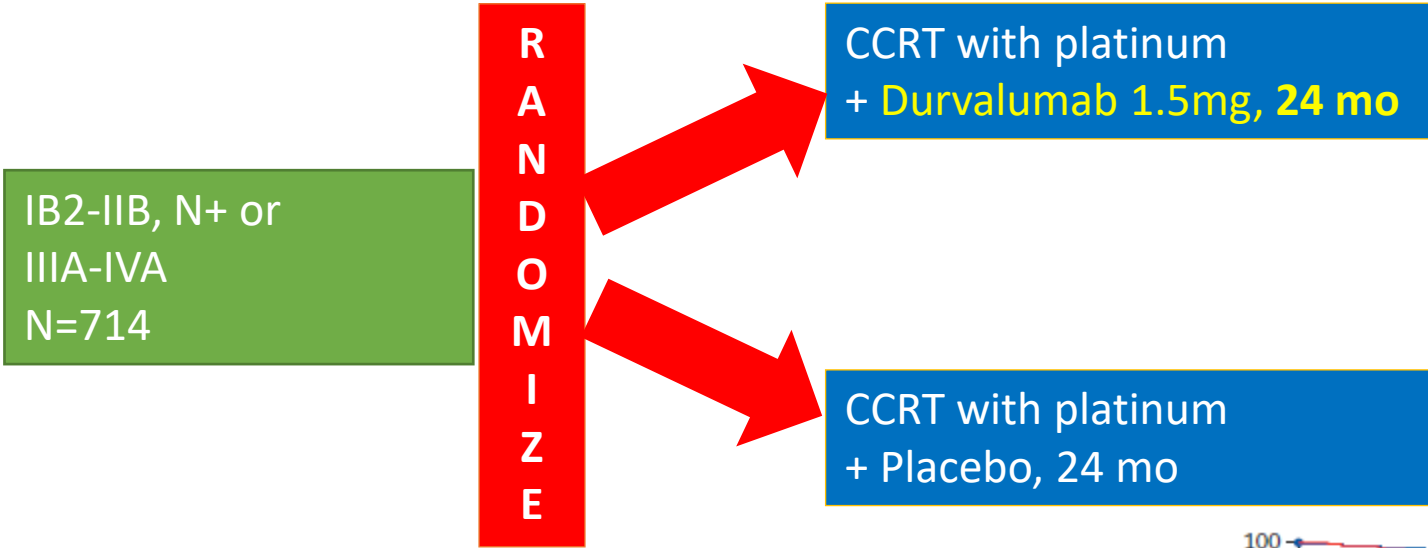 IB2-IIB, N+ or
IIIA-IVA
N=714
R
A
N
D
O
M
I
Z
E
CCRT with platinum
+ Durvalumab 1.5mg, 24 mo
CCRT with platinum
+ Placebo, 24 mo
100